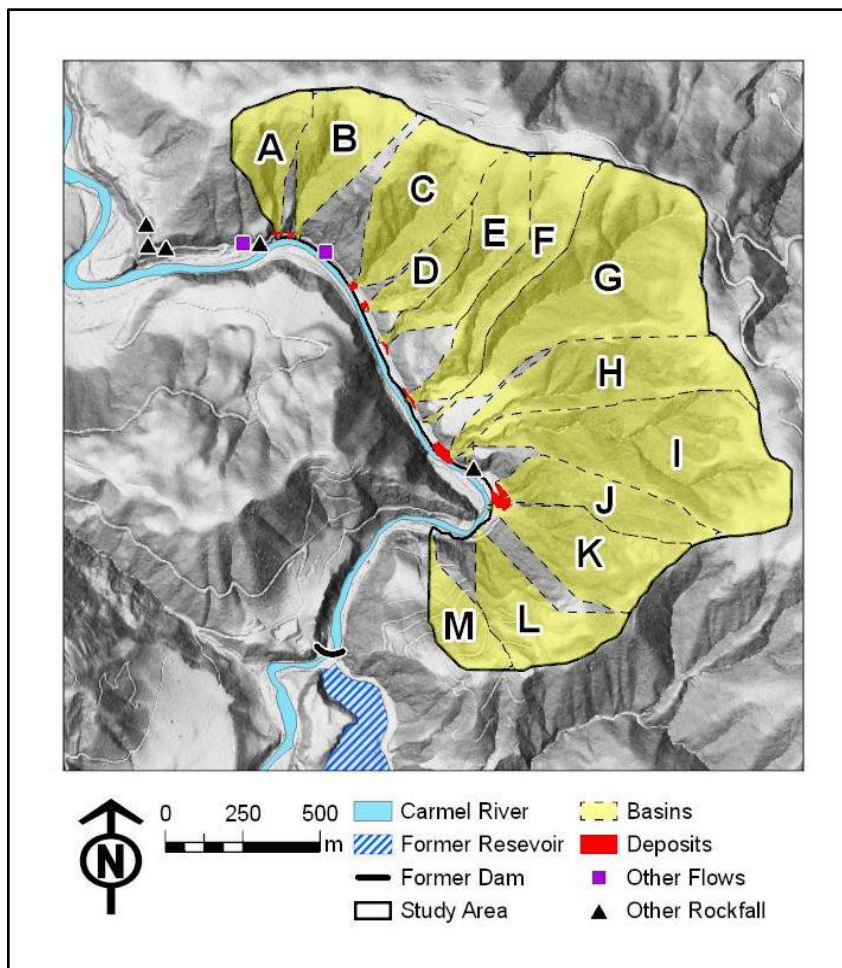 A
B
C
D
E
F
G
H
I
J
K
L
M
N
0 250 500
m
Carmel River
Former Resevoir
Former Dam
Study Area
Basins
Deposits
Other Flows
Other Rockfall